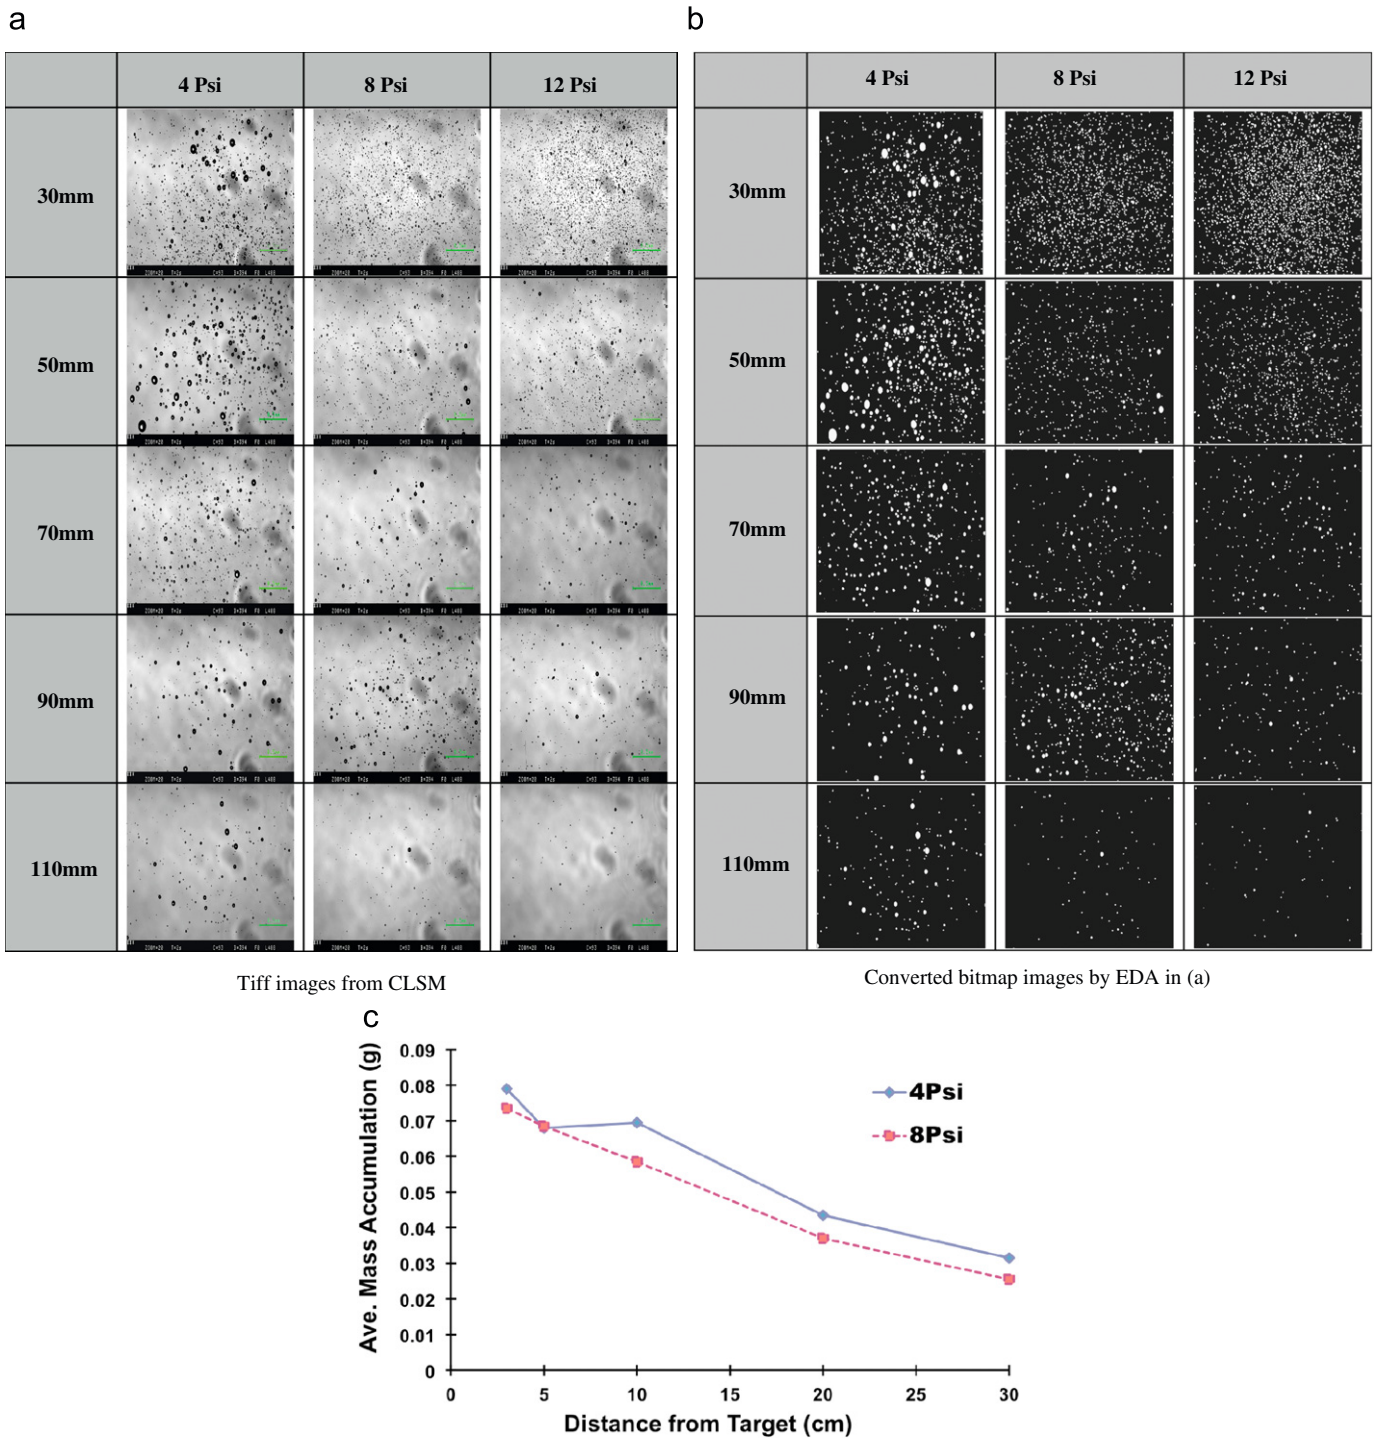 a
b
4 Psi 8 Psi 12 Psi
30mm
50mm
70mm
90mm
110mm
Tiff images from CLSM
4 Psi 8 Psi 12 Psi
30mm
50mm
70mm
90mm
110mm
Converted bitmap images by EDA in (a)
c
Ave. Mass Accumulation (g)
0.09
0.08
0.07
0.06
0.05
0.04
0.03
0.02
0.01
0
0 5 10 15 20 25 30
Distance from Target (cm)
4Psi
8Psi